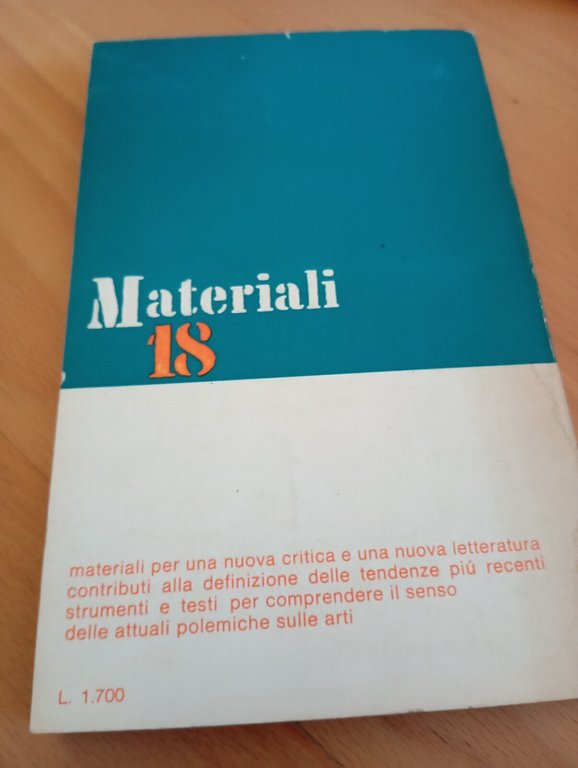 Materiali
18
materiali per una nuova critica e una nuova letteratura
contributi alla definizione delle tendenze piú recenti
strumenti e testi per comprendere il senso
delle attuali polemiche sulle arti
L. 1.700